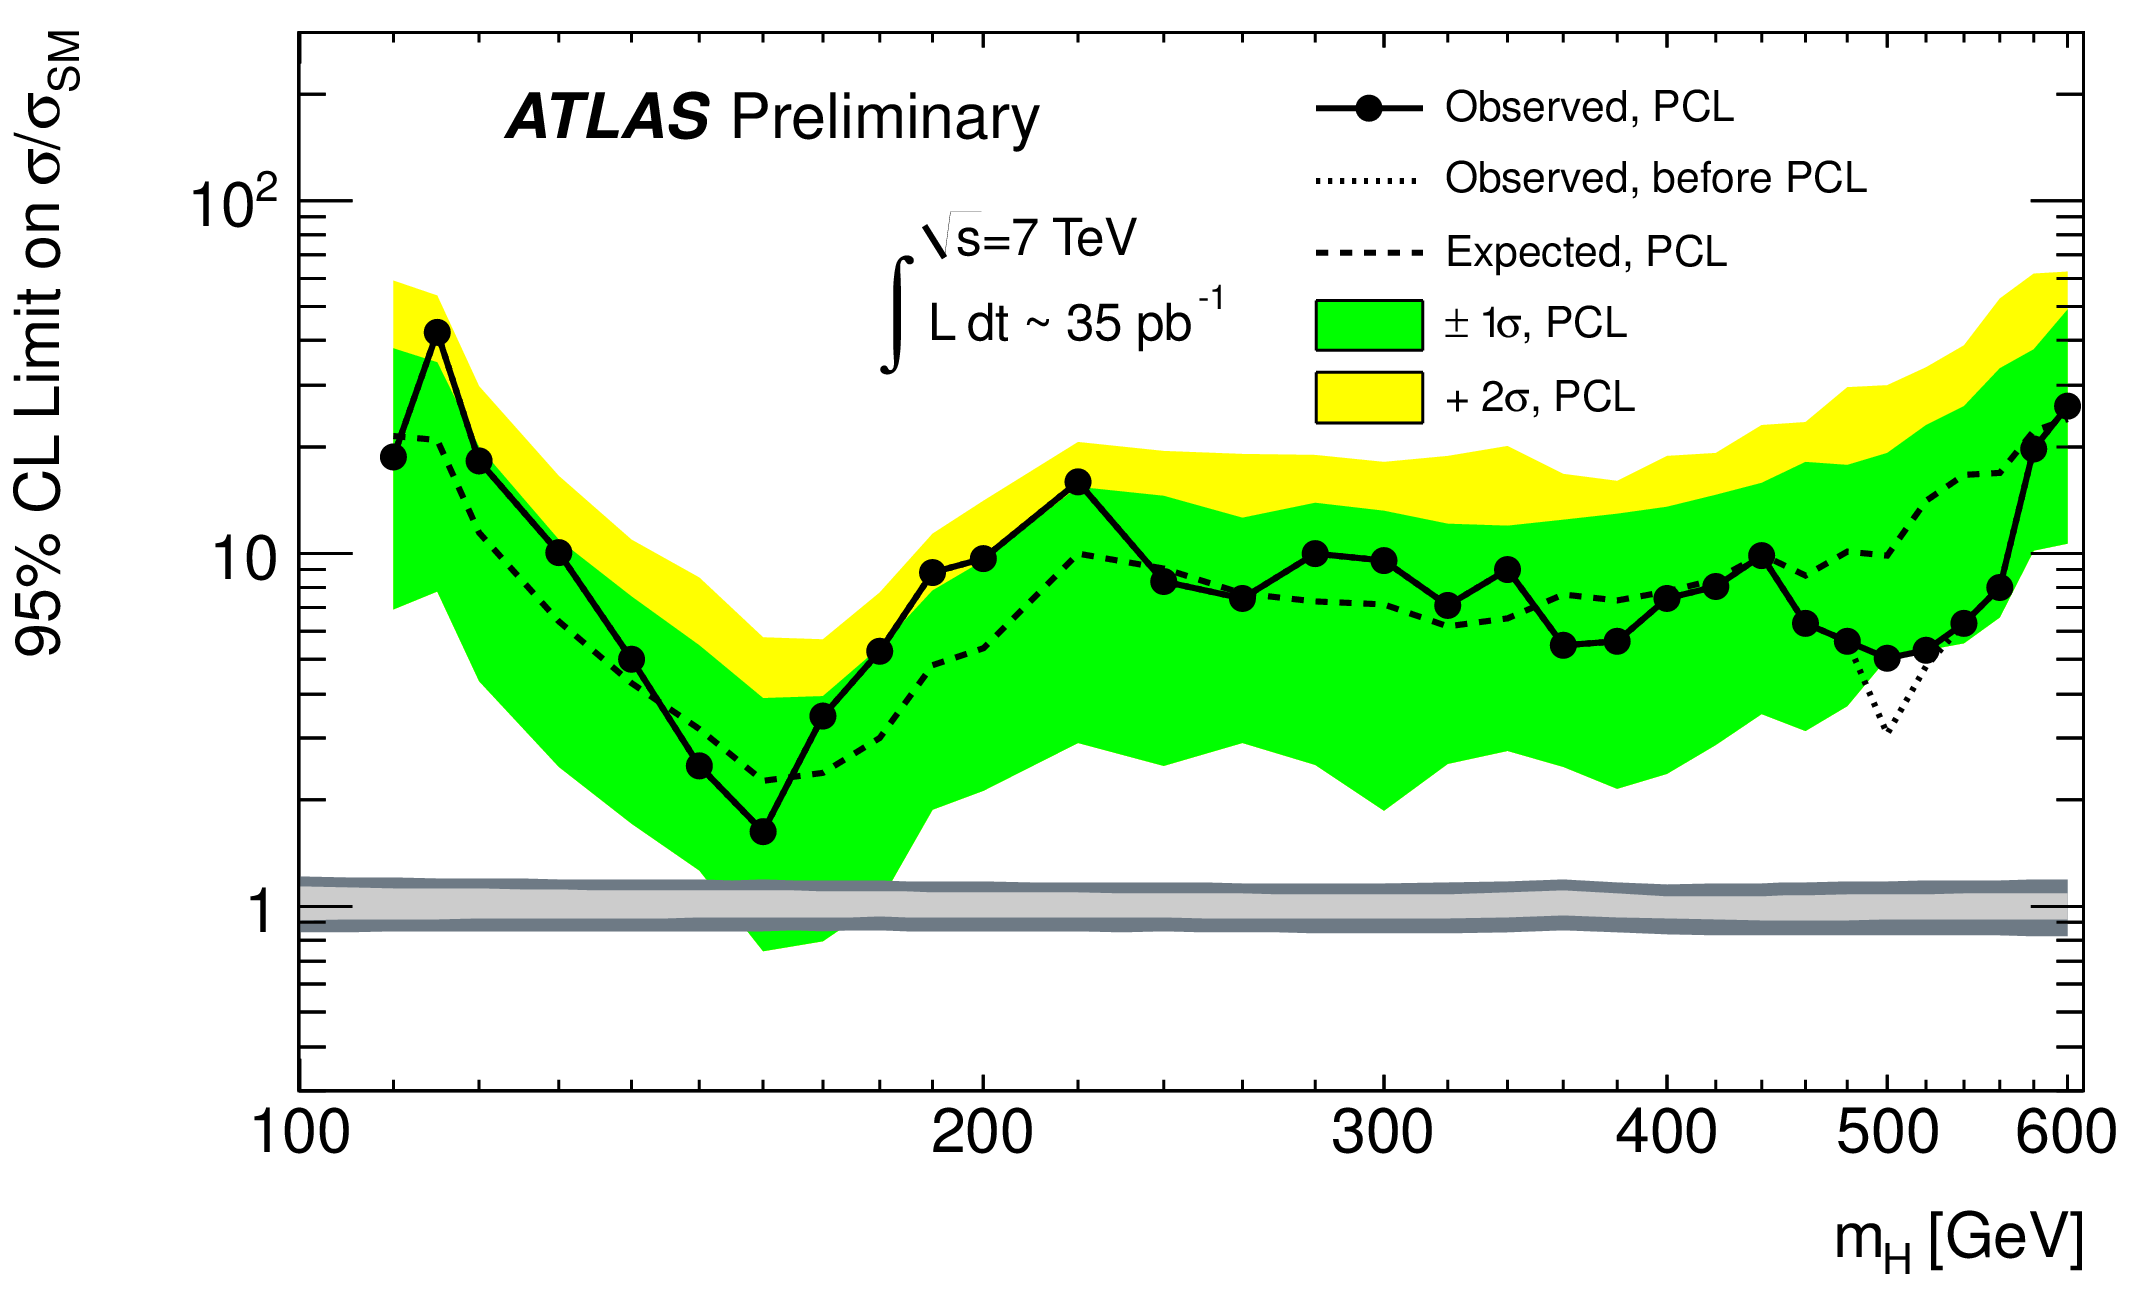 95% CL Limit on σ/σSM
ATLAS Preliminary
√s=7 TeV
∫ L dt ~ 35 pb-1
Observed, PCL
Observed, before PCL
Expected, PCL
± 1σ, PCL
+ 2σ, PCL
10²
10
1
100 200 300 400 500 600
mH [GeV]